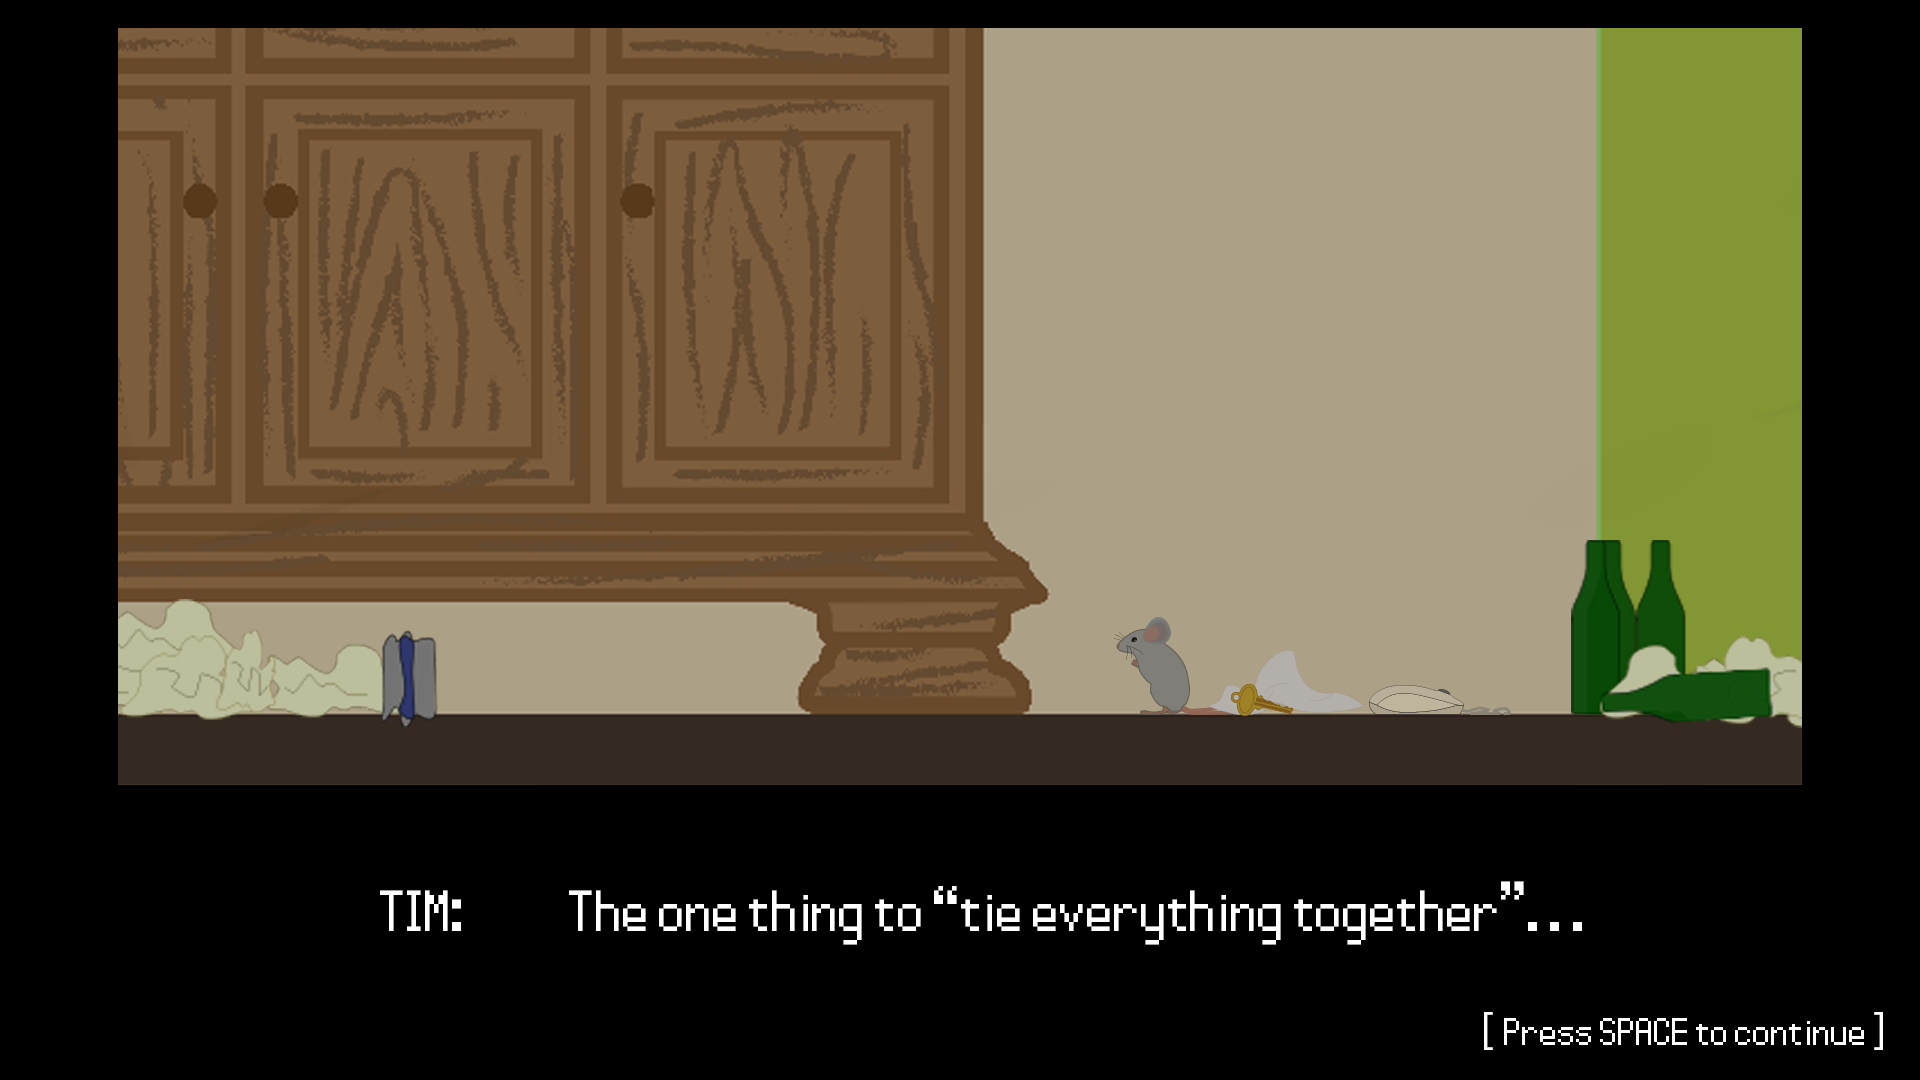 TIM: The one thing to “tie everything together”...
[ Press SPACE to continue ]